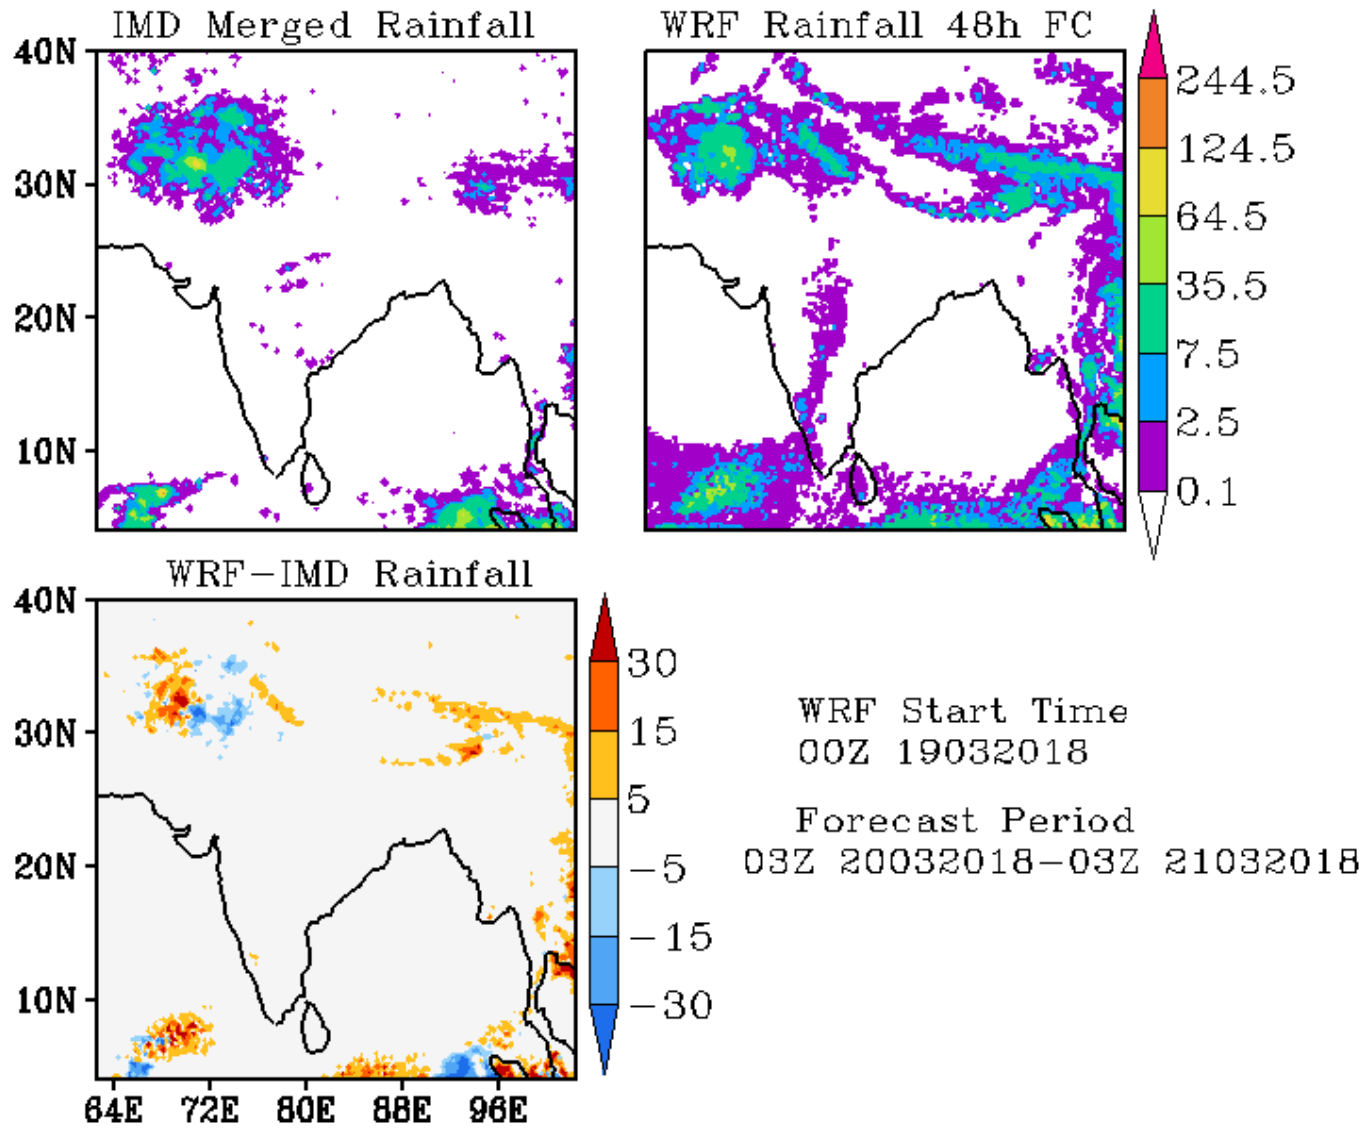 IMD Merged Rainfall
WRF Rainfall 48h FC
40N
30N
20N
10N
244.5
124.5
64.5
35.5
7.5
2.5
0.1
WRF-IMD Rainfall
40N
30N
20N
10N
64E 72E 80E 88E 96E
30
15
5
-5
-15
-30
WRF Start Time
00Z 19032018
Forecast Period
03Z 20032018-03Z 21032018